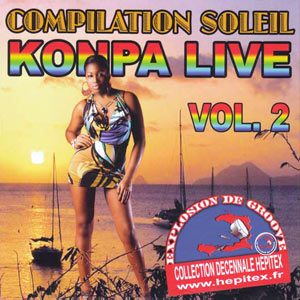 COMPILATION SOLEIL
KONPA LIVE
VOL. 2
EXPLOSION DE GROOVE
COLLECTION DECENNALE HEPITEX
www.hepitex.fr